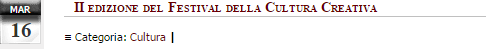 MAR
16
II edizione del Festival della Cultura Creativa
≡ Categoria: Cultura |